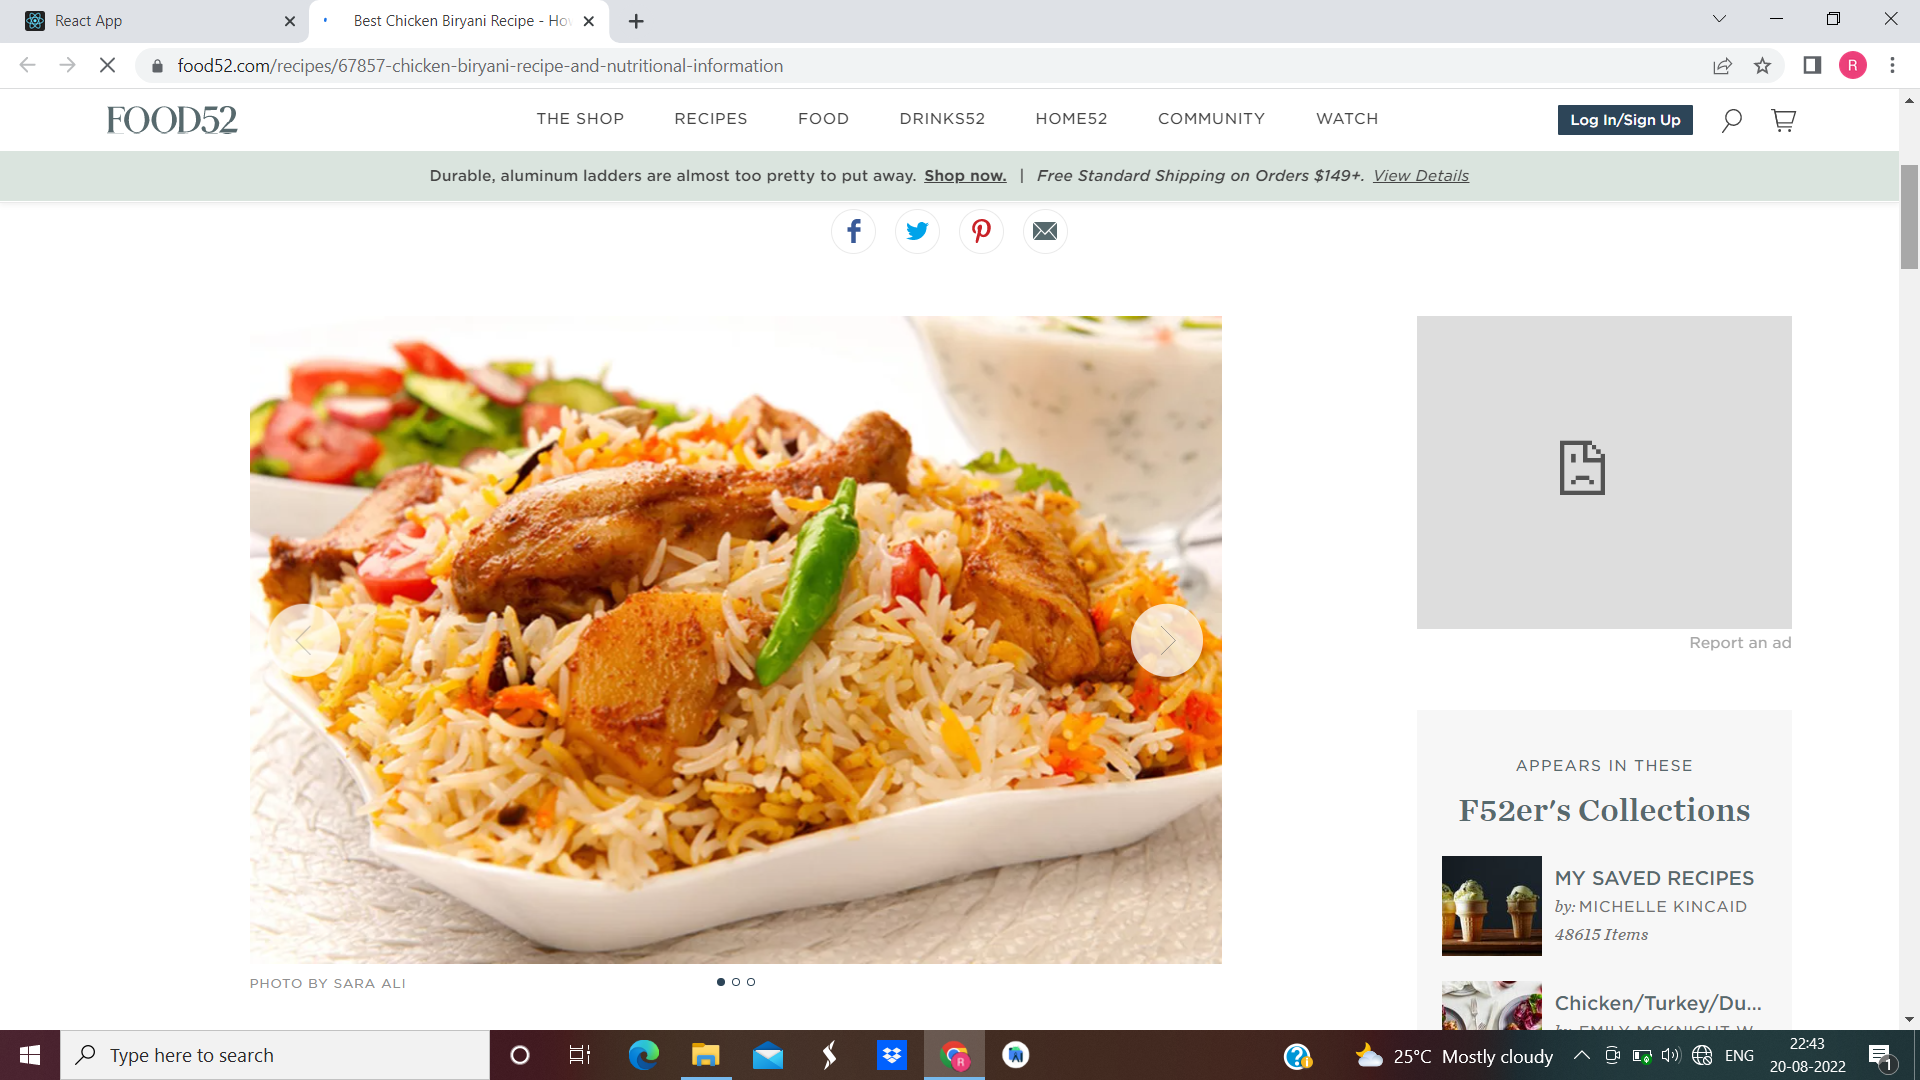 React App
Best Chicken Biryani Recipe - Ho
food52.com/recipes/67857-chicken-biryani-recipe-and-nutritional-information
R
FOOD52
THE SHOP
RECIPES
FOOD
DRINKS52
HOME52
COMMUNITY
WATCH
Log In/Sign Up
Durable, aluminum ladders are almost too pretty to put away. Shop now. | Free Standard Shipping on Orders $149+. View Details
Report an ad
APPEARS IN THESE
F52er's Collections
MY SAVED RECIPES
by: MICHELLE KINCAID
48615 Items
Chicken/Turkey/Du...
PHOTO BY SARA ALI
Type here to search
R
25°C Mostly cloudy
ENG
22:43
20-08-2022
1